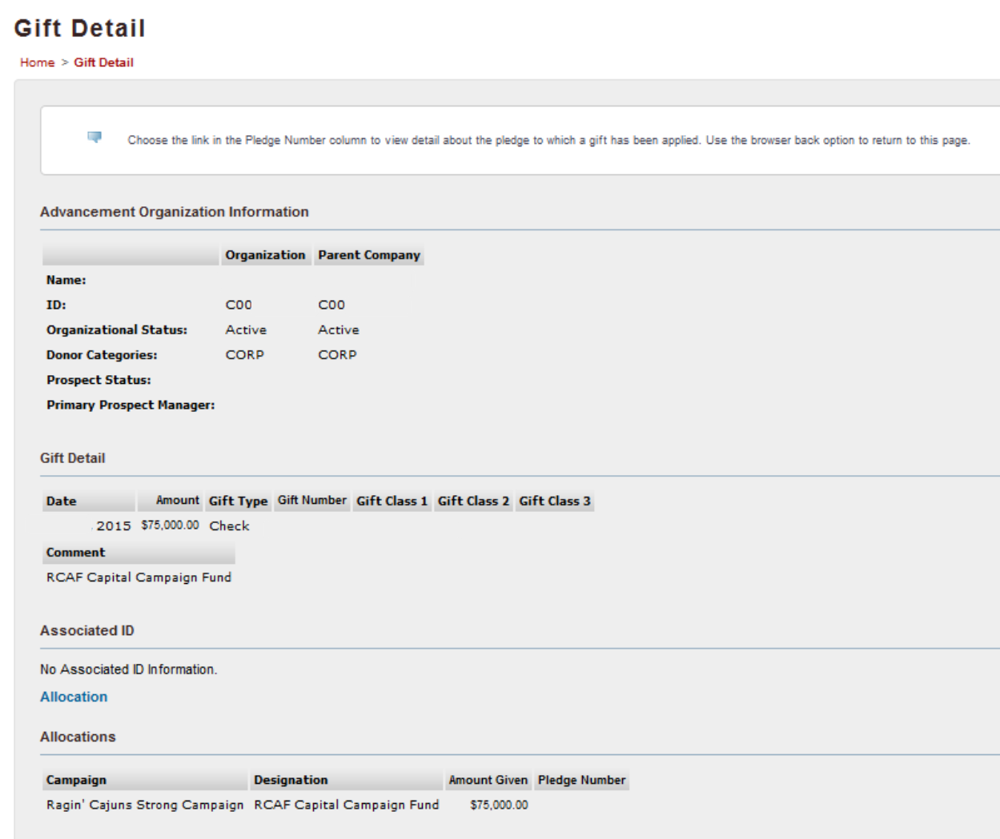 Gift Detail
Home > Gift Detail
Choose the link in the Pledge Number column to view detail about the pledge to which a gift has been applied. Use the browser back option to return to this page.
Advancement Organization Information
Organization Parent Company
Name:
ID: C00 C00
Organizational Status: Active Active
Donor Categories: CORP CORP
Prospect Status:
Primary Prospect Manager:
Gift Detail
Date Amount Gift Type Gift Number Gift Class 1 Gift Class 2 Gift Class 3
2015 $75,000.00 Check
Comment
RCAF Capital Campaign Fund
Associated ID
No Associated ID Information.
Allocation
Allocations
Campaign Designation Amount Given Pledge Number
Ragin' Cajuns Strong Campaign RCAF Capital Campaign Fund $75,000.00